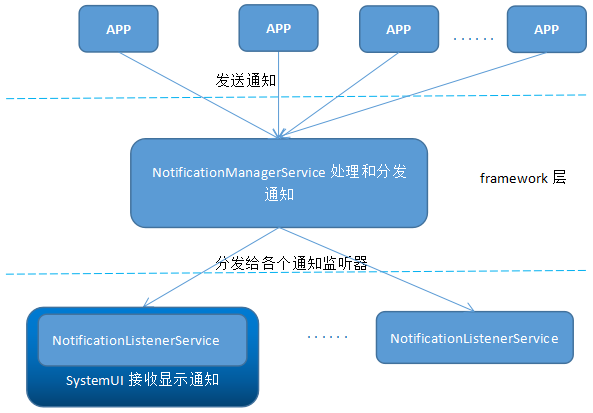 APP
APP
APP
······
APP
发送通知
NotificationManagerService 处理和分发
通知
framework 层
分发给各个通知监听器
NotificationListenerService
······
NotificationListenerService
SystemUI 接收显示通知